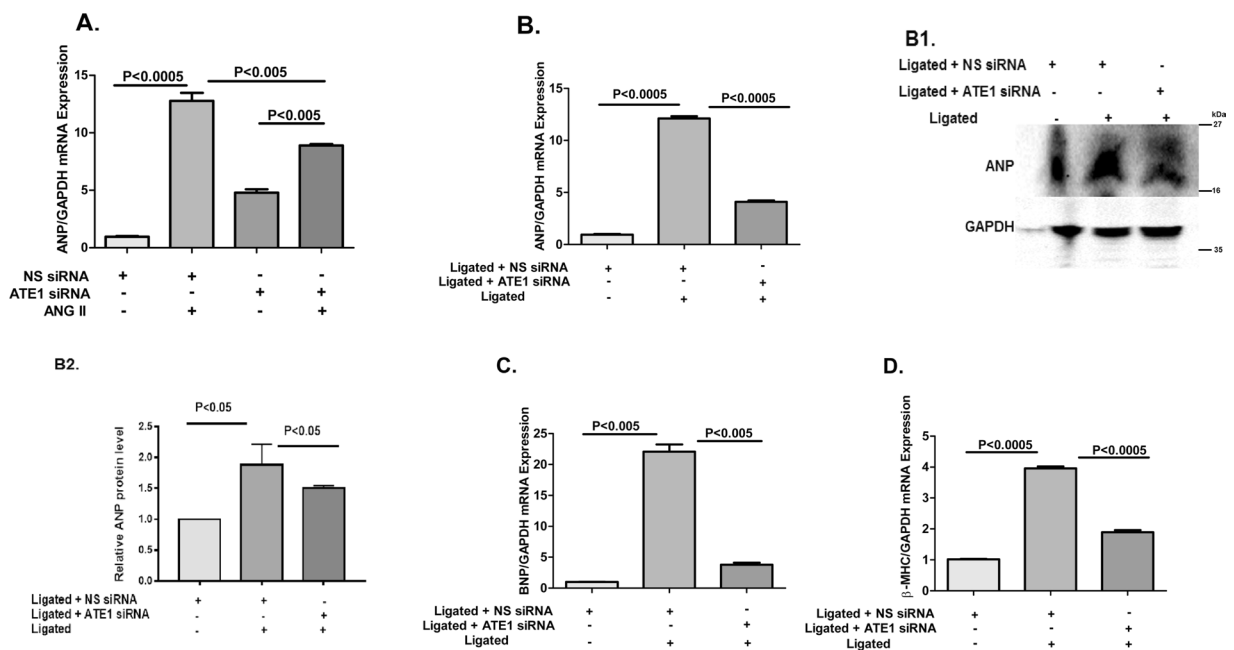 A.
P<0.0005
P<0.005
P<0.005
ANP/GAPDH mRNA Expression
15
10
5
0
NS siRNA + + - -
ATE1 siRNA - - + +
ANG II - + - +
B.
P<0.0005
P<0.0005
ANP/GAPDH mRNA Expression
15
10
5
0
Ligated + NS siRNA + + -
Ligated + ATE1 siRNA - - +
Ligated - + +
B1.
Ligated + NS siRNA + + -
Ligated + ATE1 siRNA - - +
Ligated - + +
kDa
27
ANP
16
GAPDH
35
B2.
P<0.05
P<0.05
Relative ANP protein level
2.5
2.0
1.5
1.0
0.5
0.0
Ligated + NS siRNA + + -
Ligated + ATE1 siRNA - - +
Ligated - + +
C.
P<0.005
P<0.005
BNP/GAPDH mRNA Expression
25
20
15
10
5
0
Ligated + NS siRNA + + -
Ligated + ATE1 siRNA - - +
Ligated - + +
D.
P<0.0005
P<0.0005
β-MHC/GAPDH mRNA Expression
5
4
3
2
1
0
Ligated + NS siRNA + + -
Ligated + ATE1 siRNA - - +
Ligated - + +